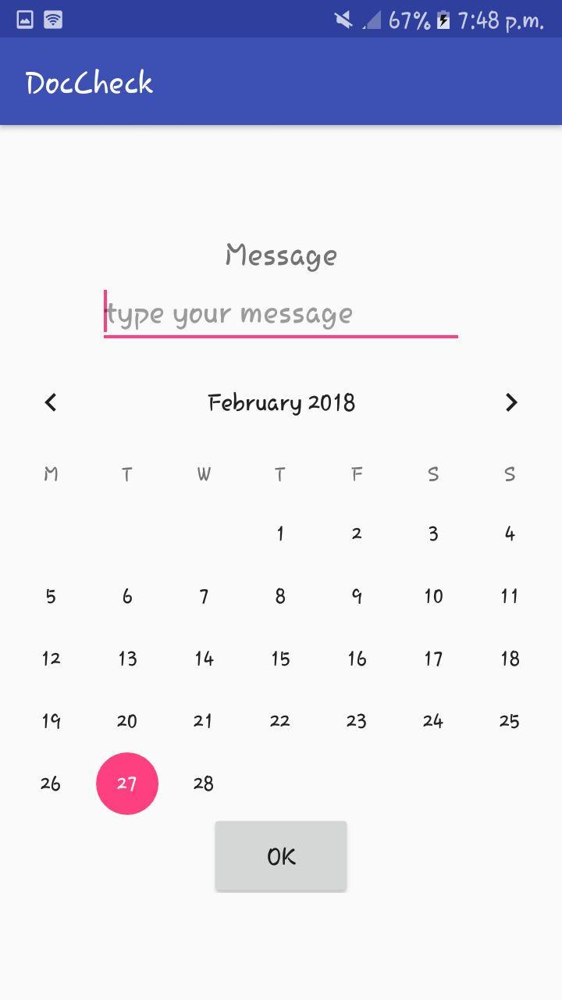 67% 7:48 p.m.
DocCheck
Message
type your message
February 2018
M T W T F S S
1 2 3 4
5 6 7 8 9 10 11
12 13 14 15 16 17 18
19 20 21 22 23 24 25
26 27 28
OK